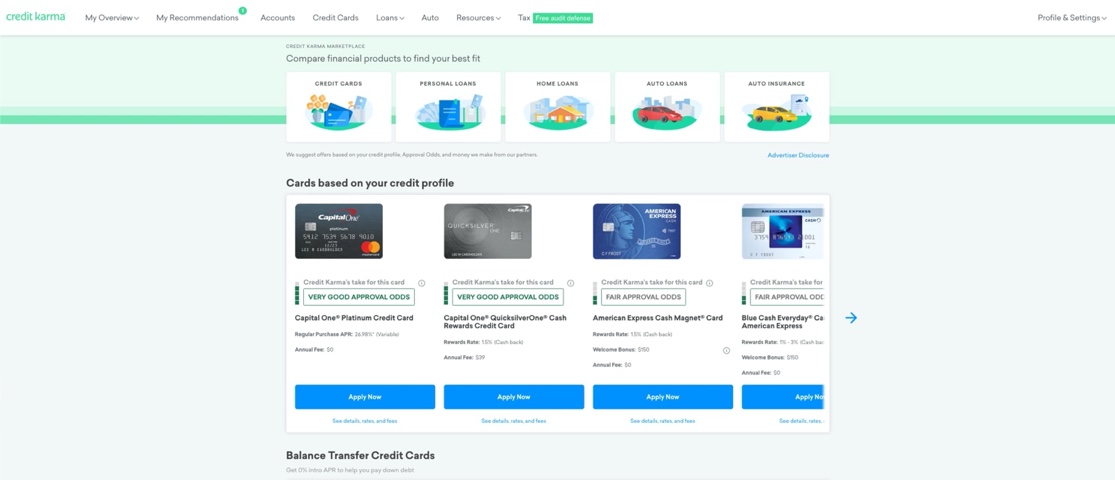 credit karma
My Overview
My Recommendations
1
Accounts
Credit Cards
Loans
Auto
Resources
Tax
Free audit defense
Profile & Settings
CREDIT KARMA MARKETPLACE
Compare financial products to find your best fit
CREDIT CARDS
PERSONAL LOANS
HOME LOANS
AUTO LOANS
AUTO INSURANCE
We suggest offers based on your credit profile, Approval Odds, and money we make from our partners.
Advertiser Disclosure
Cards based on your credit profile
Capital One
platinum
5412 7534 5678 9010
LEE M CARDHOLDER
Credit Karma's take for this card
VERY GOOD APPROVAL ODDS
Capital One® Platinum Credit Card
Regular Purchase APR: 26.98%* (Variable)
Annual Fee: $0
Apply Now
See details, rates, and fees
Capital One
QUICKSILVER
ONE
LEE M CARDHOLDER
Credit Karma's take for this card
VERY GOOD APPROVAL ODDS
Capital One® QuicksilverOne® Cash
Rewards Credit Card
Rewards Rate: 1.5% (Cash back)
Annual Fee: $39
Apply Now
See details, rates, and fees
AMERICAN
EXPRESS
C F FROST
Credit Karma's take for this card
FAIR APPROVAL ODDS
American Express Cash Magnet® Card
Rewards Rate: 1.5% (Cash back)
Welcome Bonus: $150
Annual Fee: $0
Apply Now
See details, rates, and fees
AMERICAN EXPRESS
CASH
C F FROST
Credit Karma's take for
FAIR APPROVAL ODD
Blue Cash Everyday® Ca
American Express
Rewards Rate: 1% - 3% (Cash bac
Welcome Bonus: $150
Annual Fee: $0
Apply No
See details, rates,
Balance Transfer Credit Cards
Get 0% intro APR to help you pay down debt